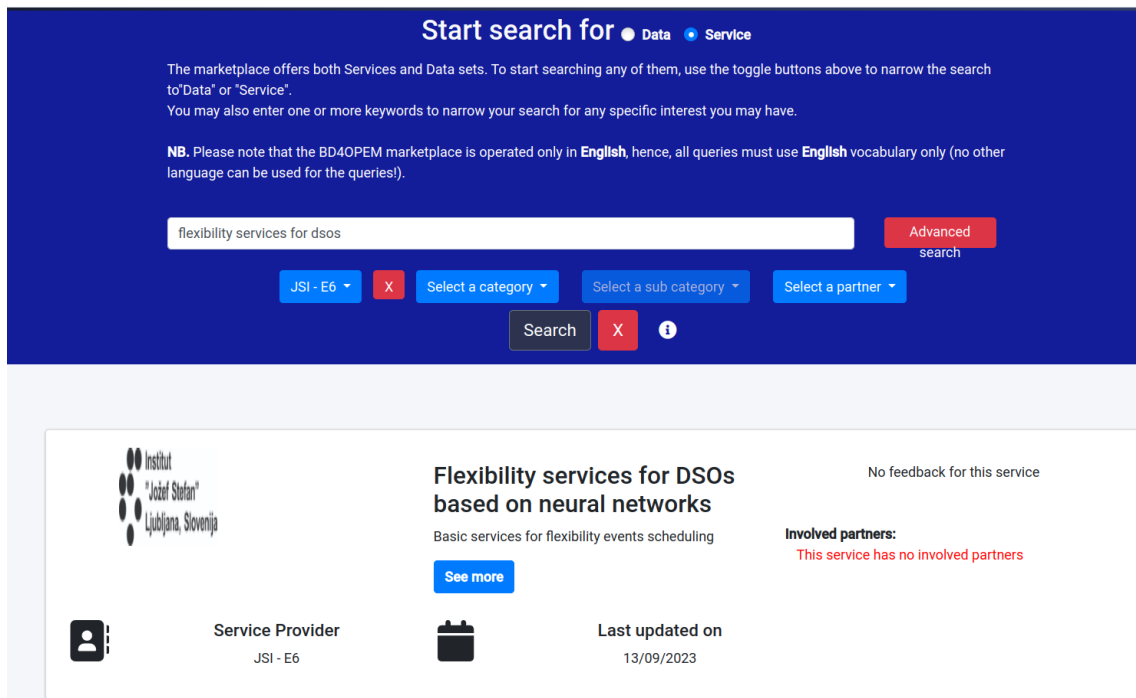 Start search for Data Service
The marketplace offers both Services and Data sets. To start searching any of them, use the toggle buttons above to narrow the search
to"Data" or "Service".
You may also enter one or more keywords to narrow your search for any specific interest you may have.
NB. Please note that the BD4OPEM marketplace is operated only in English, hence, all queries must use English vocabulary only (no other
language can be used for the queries!).
flexibility services for dsos
Advanced
search
JSI - E6 X Select a category Select a sub category Select a partner
Search X i
Institut
"Jožef Stefan"
Ljubljana, Slovenija
Flexibility services for DSOs
based on neural networks
Basic services for flexibility events scheduling
See more
No feedback for this service
Involved partners:
This service has no involved partners
Service Provider
JSI - E6
Last updated on
13/09/2023